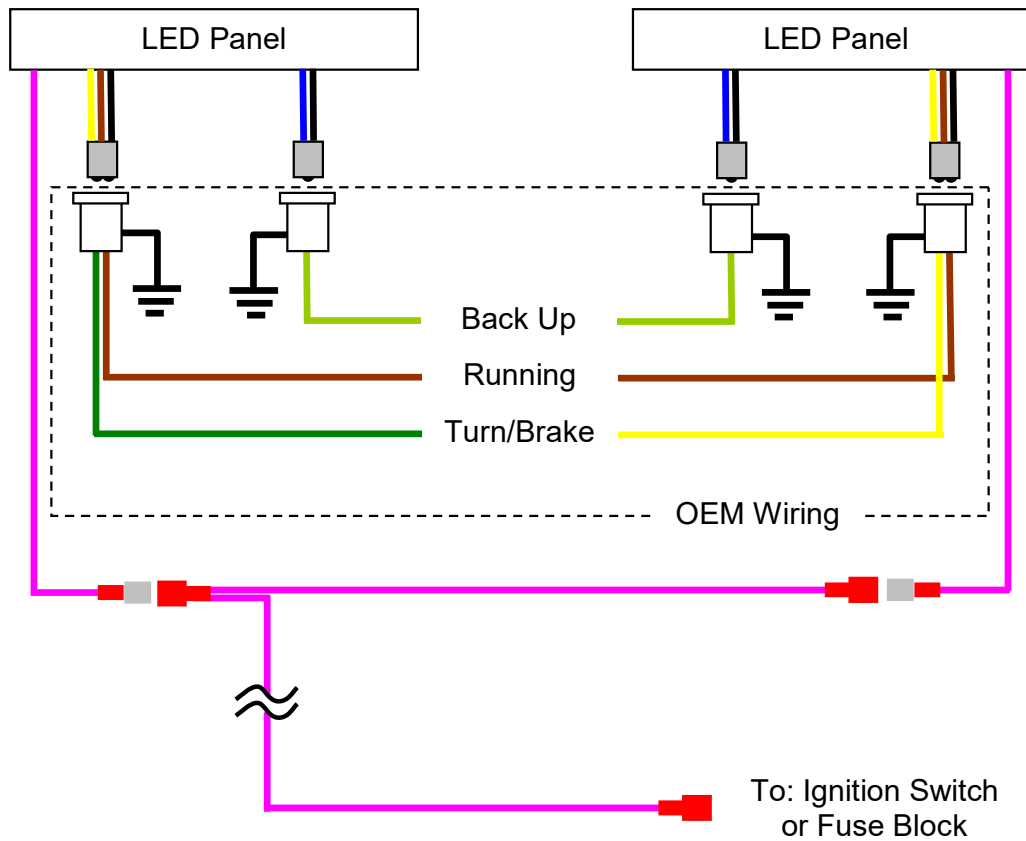 LED Panel
LED Panel
Back Up
Running
Turn/Brake
OEM Wiring
To: Ignition Switch
or Fuse Block